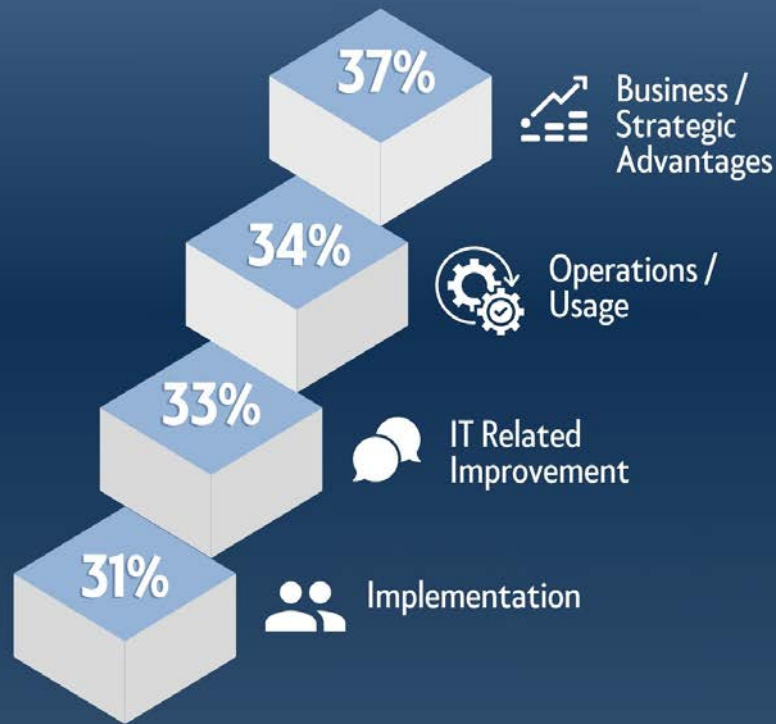 37%
Business /
Strategic
Advantages
34%
Operations /
Usage
33%
IT Related
Improvement
31%
Implementation